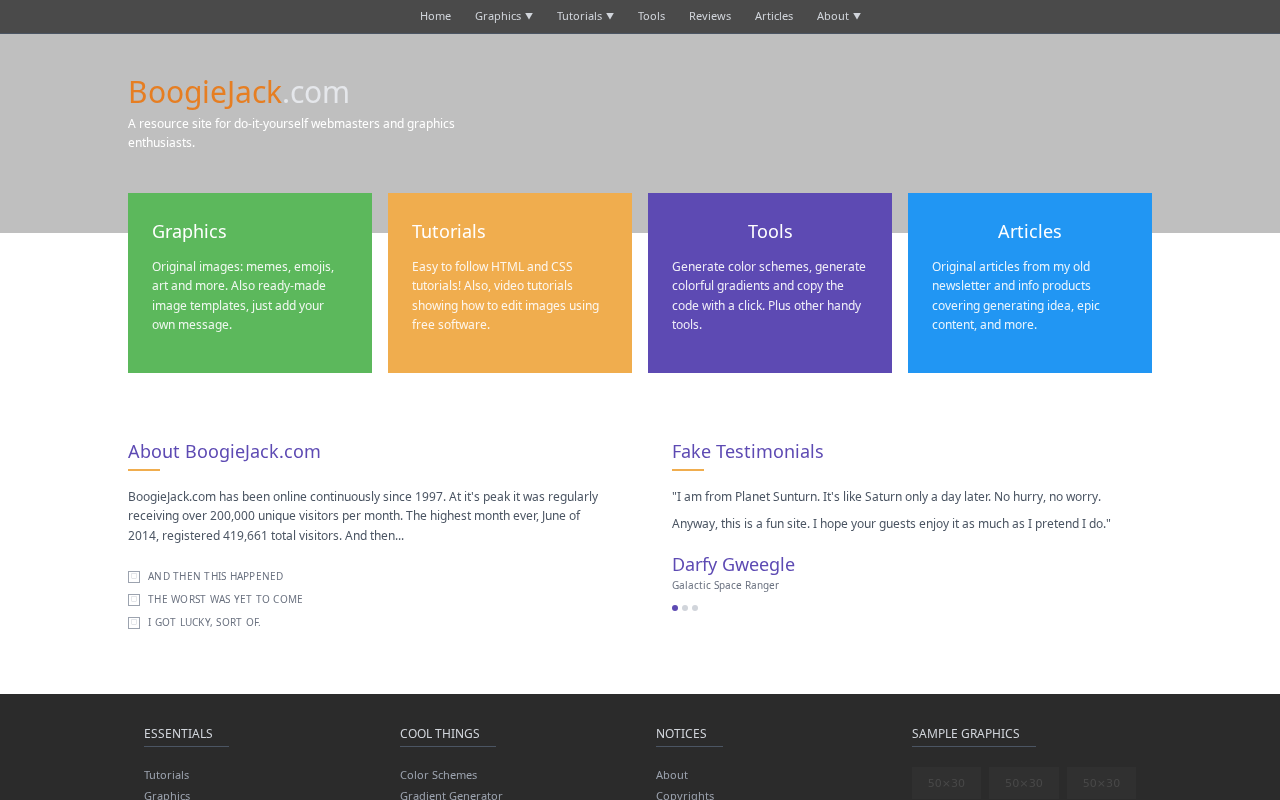 Home Graphics Tutorials Tools Reviews Articles About
BoogieJack.com
A resource site for do-it-yourself webmasters and graphics
enthusiasts.
Graphics
Original images: memes, emojis,
art and more. Also ready-made
image templates, just add your
own message.
Tutorials
Easy to follow HTML and CSS
tutorials! Also, video tutorials
showing how to edit images using
free software.
Tools
Generate color schemes, generate
colorful gradients and copy the
code with a click. Plus other handy
tools.
Articles
Original articles from my old
newsletter and info products
covering generating idea, epic
content, and more.
About BoogieJack.com
BoogieJack.com has been online continuously since 1997. At it's peak it was regularly
receiving over 200,000 unique visitors per month. The highest month ever, June of
2014, registered 419,661 total visitors. And then...
AND THEN THIS HAPPENED
THE WORST WAS YET TO COME
I GOT LUCKY, SORT OF.
Fake Testimonials
"I am from Planet Sunturn. It's like Saturn only a day later. No hurry, no worry.
Anyway, this is a fun site. I hope your guests enjoy it as much as I pretend I do."
Darfy Gweegle
Galactic Space Ranger
ESSENTIALS
Tutorials
Graphics
COOL THINGS
Color Schemes
Gradient Generator
NOTICES
About
Copyrights
SAMPLE GRAPHICS
50×30 50×30 50×30